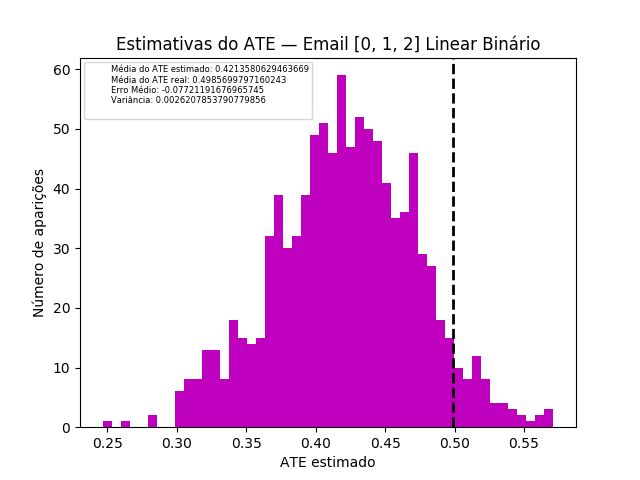 Estimativas do ATE — Email [0, 1, 2] Linear Binário
Média do ATE estimado: 0.4213580629463669
Média do ATE real: 0.4985699797160243
Erro Médio: -0.07721191676965745
Variância: 0.0026207853790779856
Número de aparições
60
50
40
30
20
10
0
0.25 0.30 0.35 0.40 0.45 0.50 0.55
ATE estimado